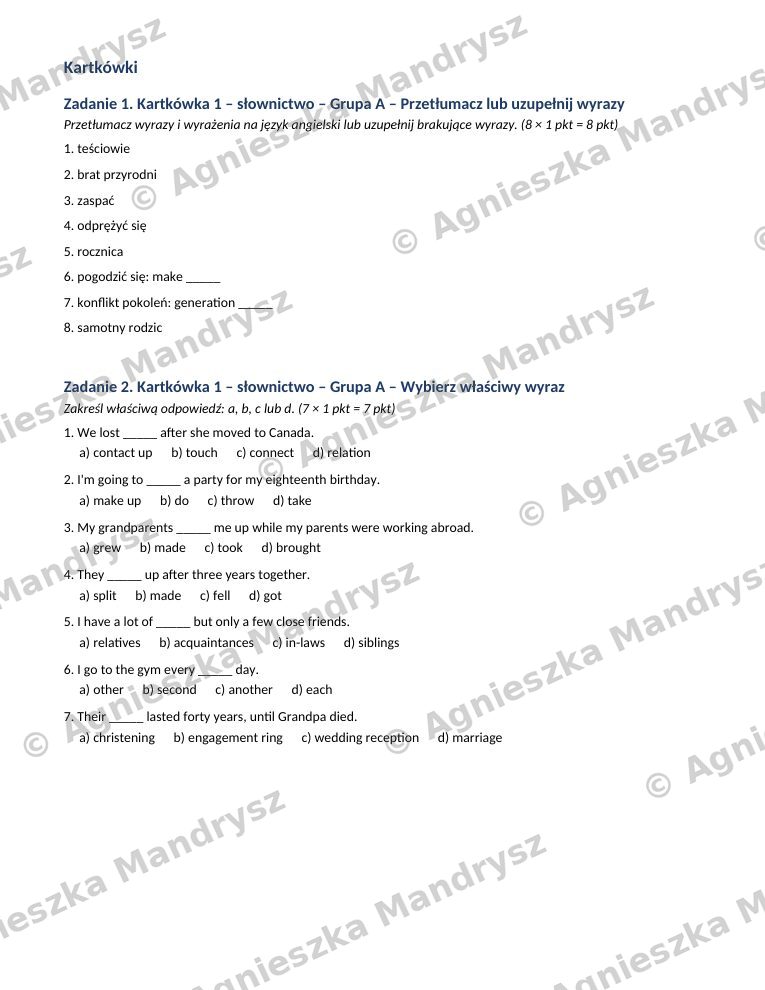 Kartkówki
Zadanie 1. Kartkówka 1 – słownictwo – Grupa A – Przetłumacz lub uzupełnij wyrazy
Przetłumacz wyrazy i wyrażenia na język angielski lub uzupełnij brakujące wyrazy. (8 × 1 pkt = 8 pkt)
1. teściowie
2. brat przyrodni
3. zaspać
4. odprężyć się
5. rocznica
6. pogodzić się: make _____
7. konflikt pokoleń: generation _____
8. samotny rodzic
Zadanie 2. Kartkówka 1 – słownictwo – Grupa A – Wybierz właściwy wyraz
Zakreśl właściwą odpowiedź: a, b, c lub d. (7 × 1 pkt = 7 pkt)
1. We lost _____ after she moved to Canada.
a) contact up b) touch c) connect d) relation
2. I'm going to _____ a party for my eighteenth birthday.
a) make up b) do c) throw d) take
3. My grandparents _____ me up while my parents were working abroad.
a) grew b) made c) took d) brought
4. They _____ up after three years together.
a) split b) made c) fell d) got
5. I have a lot of _____ but only a few close friends.
a) relatives b) acquaintances c) in-laws d) siblings
6. I go to the gym every _____ day.
a) other b) second c) another d) each
7. Their _____ lasted forty years, until Grandpa died.
a) christening b) engagement ring c) wedding reception d) marriage
© Agnieszka Mandrysz